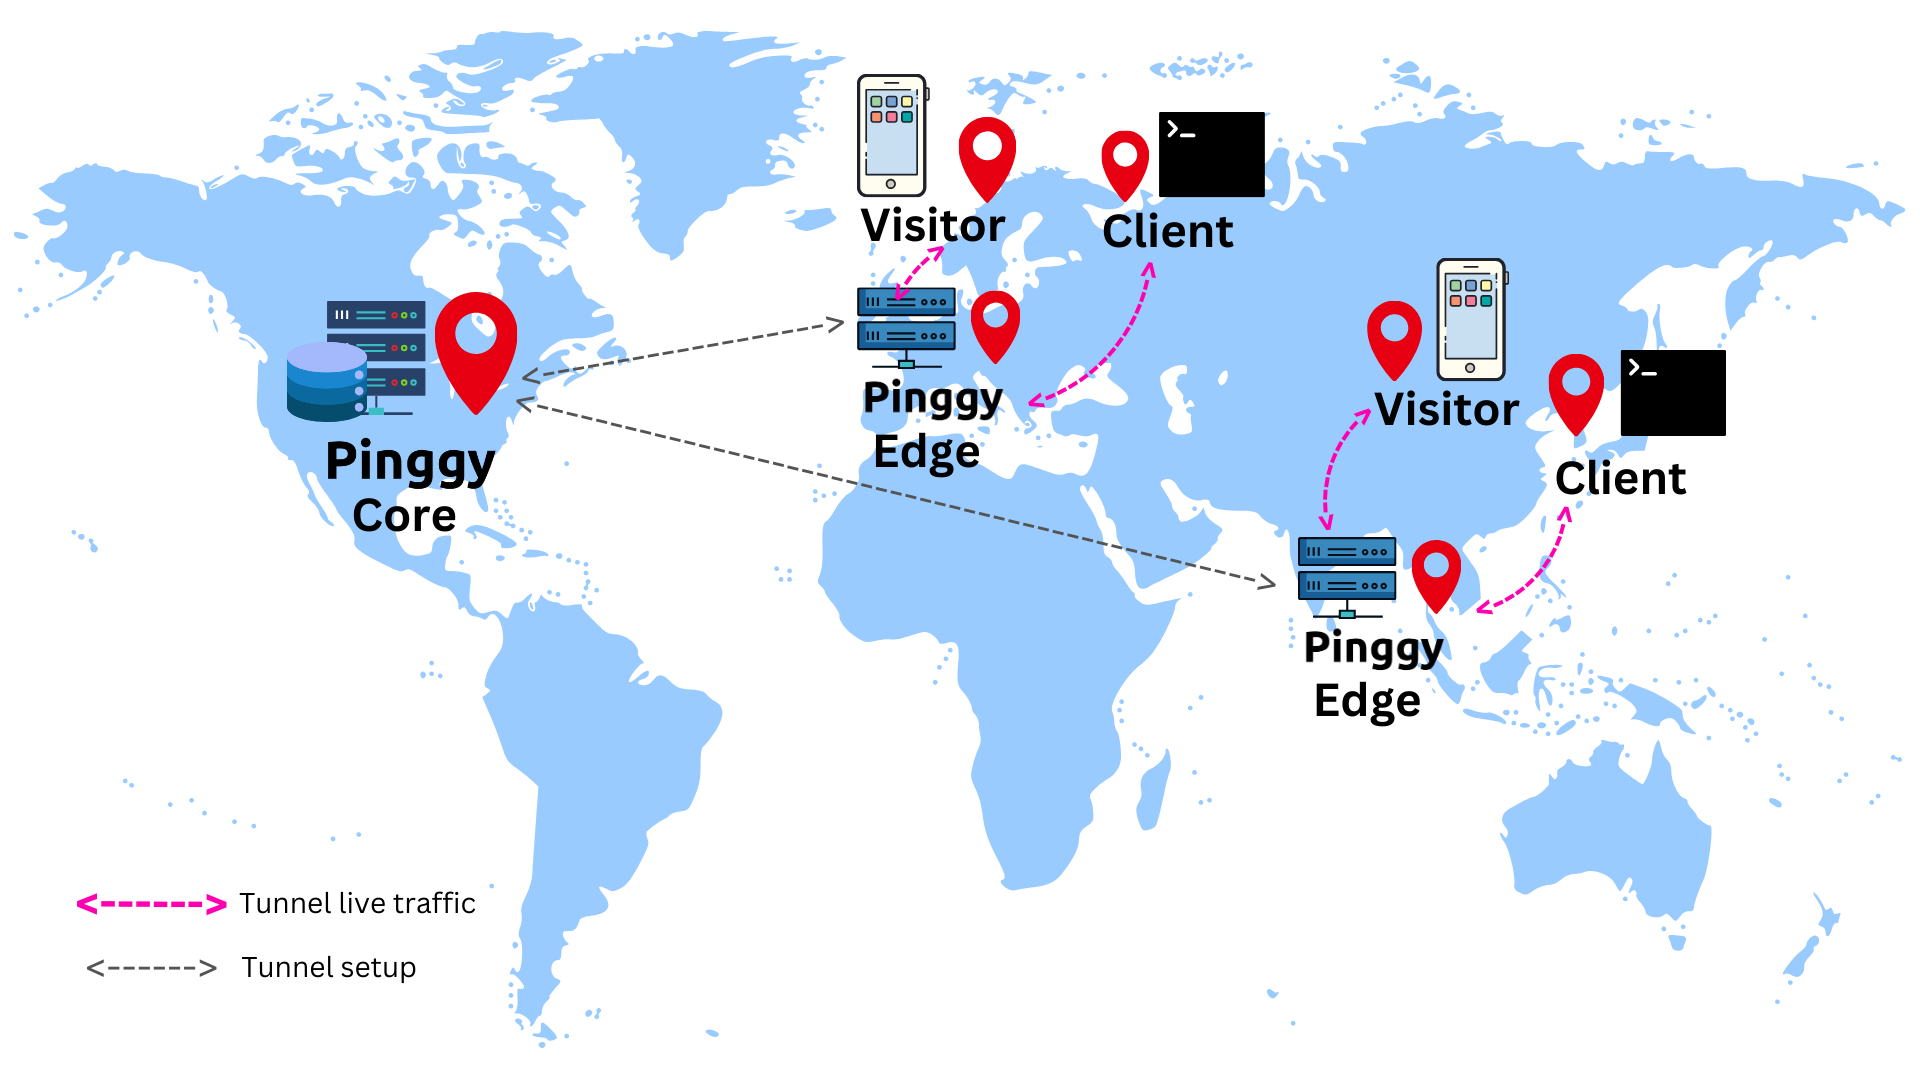 Visitor
Client
Pinggy
Edge
Pinggy
Core
Visitor
Client
Pinggy
Edge
Tunnel live traffic
Tunnel setup